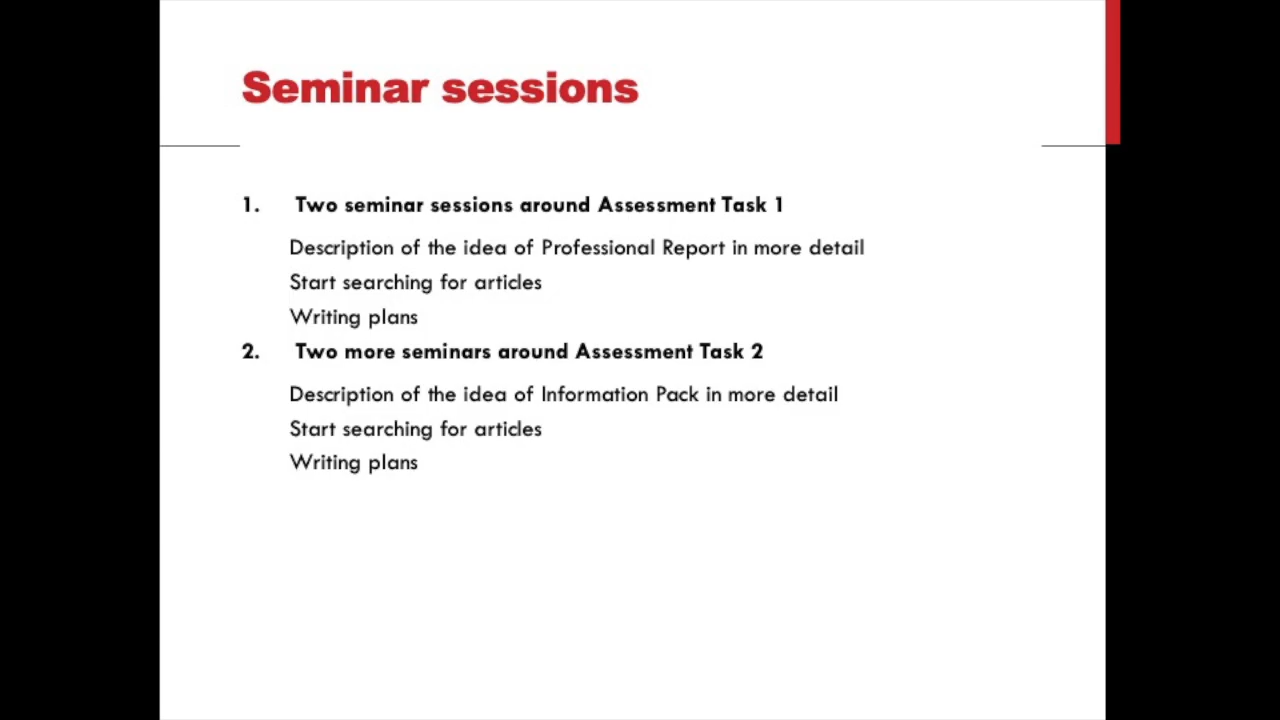 Seminar sessions
1. Two seminar sessions around Assessment Task 1
Description of the idea of Professional Report in more detail
Start searching for articles
Writing plans
2. Two more seminars around Assessment Task 2
Description of the idea of Information Pack in more detail
Start searching for articles
Writing plans